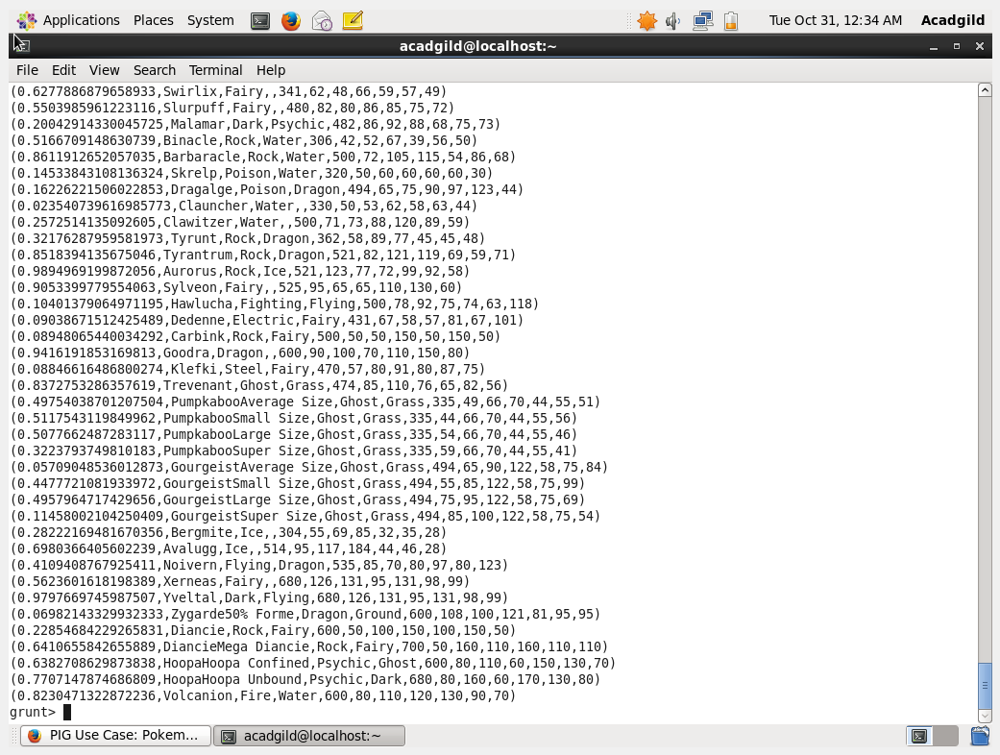 Applications Places System Tue Oct 31, 12:34 AM Acadgild
acadgild@localhost:~
File Edit View Search Terminal Help
(0.6277886879658933,Swirlix,Fairy,,341,62,48,66,59,57,49)
(0.5503985961223116,Slurpuff,Fairy,,480,82,80,86,85,75,72)
(0.20042914330045725,Malamar,Dark,Psychic,482,86,92,88,68,75,73)
(0.5166709148630739,Binacle,Rock,Water,306,42,52,67,39,56,50)
(0.8611912652057035,Barbaracle,Rock,Water,500,72,105,115,54,86,68)
(0.14533843108136324,Skrelp,Poison,Water,320,50,60,60,60,60,30)
(0.16226221506022853,Dragalge,Poison,Dragon,494,65,75,90,97,123,44)
(0.023540739616985773,Clauncher,Water,,330,50,53,62,58,63,44)
(0.2572514135092605,Clawitzer,Water,,500,71,73,88,120,89,59)
(0.32176287959581973,Tyrunt,Rock,Dragon,362,58,89,77,45,45,48)
(0.8518394135675046,Tyrantrum,Rock,Dragon,521,82,121,119,69,59,71)
(0.9894969199872056,Aurorus,Rock,Ice,521,123,77,72,99,92,58)
(0.9053399779554063,Sylveon,Fairy,,525,95,65,65,110,130,60)
(0.10401379064971195,Hawlucha,Fighting,Flying,500,78,92,75,74,63,118)
(0.09038671512425489,Dedenne,Electric,Fairy,431,67,58,57,81,67,101)
(0.08948065440034292,Carbink,Rock,Fairy,500,50,50,150,50,150,50)
(0.9416191853169813,Goodra,Dragon,,600,90,100,70,110,150,80)
(0.08846616486800274,Klefki,Steel,Fairy,470,57,80,91,80,87,75)
(0.8372753286357619,Trevenant,Ghost,Grass,474,85,110,76,65,82,56)
(0.49754038701207504,PumpkabooAverage Size,Ghost,Grass,335,49,66,70,44,55,51)
(0.5117543119849962,PumpkabooSmall Size,Ghost,Grass,335,44,66,70,44,55,56)
(0.5077662487283117,PumpkabooLarge Size,Ghost,Grass,335,54,66,70,44,55,46)
(0.3223793749810183,PumpkabooSuper Size,Ghost,Grass,335,59,66,70,44,55,41)
(0.05709048536012873,GourgeistAverage Size,Ghost,Grass,494,65,90,122,58,75,84)
(0.4477721081933972,GourgeistSmall Size,Ghost,Grass,494,55,85,122,58,75,99)
(0.4957964717429656,GourgeistLarge Size,Ghost,Grass,494,75,95,122,58,75,69)
(0.11458002104250409,GourgeistSuper Size,Ghost,Grass,494,85,100,122,58,75,54)
(0.28222169481670356,Bergmite,Ice,,304,55,69,85,32,35,28)
(0.6980366405602239,Avalugg,Ice,,514,95,117,184,44,46,28)
(0.4109408767925411,Noivern,Flying,Dragon,535,85,70,80,97,80,123)
(0.5623601618198389,Xerneas,Fairy,,680,126,131,95,131,98,99)
(0.9797669745987507,Yveltal,Dark,Flying,680,126,131,95,131,98,99)
(0.06982143329932333,Zygarde50% Forme,Dragon,Ground,600,108,100,121,81,95,95)
(0.22854684229265831,Diancie,Rock,Fairy,600,50,100,150,100,150,50)
(0.6410655842655889,DiancieMega Diancie,Rock,Fairy,700,50,160,110,160,110,110)
(0.6382708629873838,HoopaHoopa Confined,Psychic,Ghost,600,80,110,60,150,130,70)
(0.7707147874686809,HoopaHoopa Unbound,Psychic,Dark,680,80,160,60,170,130,80)
(0.8230471322872236,Volcanion,Fire,Water,600,80,110,120,130,90,70)
grunt>
PIG Use Case: Pokem... acadgild@localhost:~